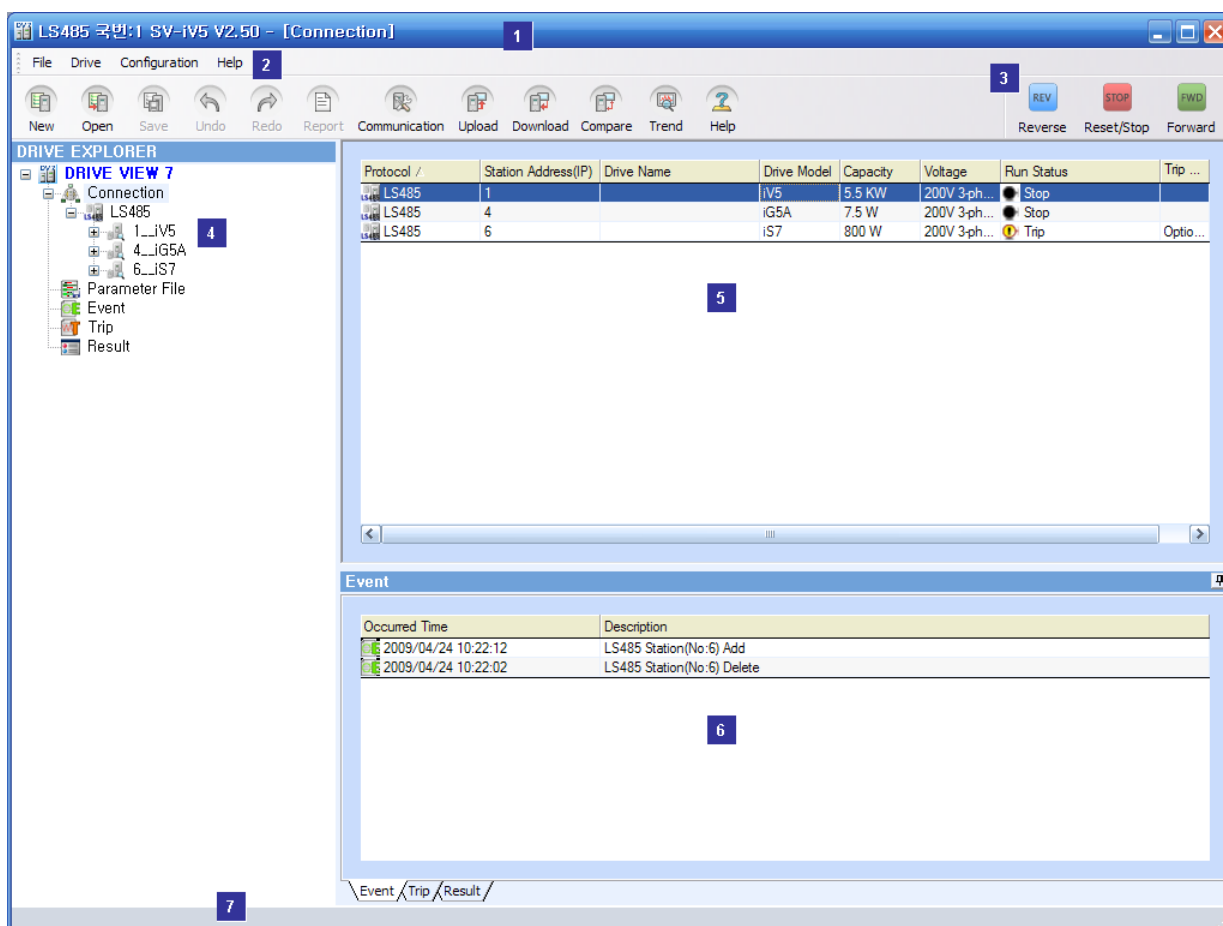 LS485 국번:1 SV-iV5 V2.50 - [Connection]
1
File Drive Configuration Help
2
3
New Open Save Undo Redo Report Communication Upload Download Compare Trend Help
REV STOP FWD
Reverse Reset/Stop Forward
DRIVE EXPLORER
DRIVE VIEW 7
Connection
LS485
1__iV5
4__iG5A
6__iS7
Parameter File
Event
Trip
Result
4
Protocol Station Address(IP) Drive Name Drive Model Capacity Voltage Run Status Trip ...
LS485 1 iV5 5.5 KW 200V 3-ph... Stop
LS485 4 iG5A 7.5 W 200V 3-ph... Stop
LS485 6 iS7 800 W 200V 3-ph... Trip Optio...
5
Event
Occurred Time Description
2009/04/24 10:22:12 LS485 Station(No:6) Add
2009/04/24 10:22:02 LS485 Station(No:6) Delete
6
Event Trip Result
7